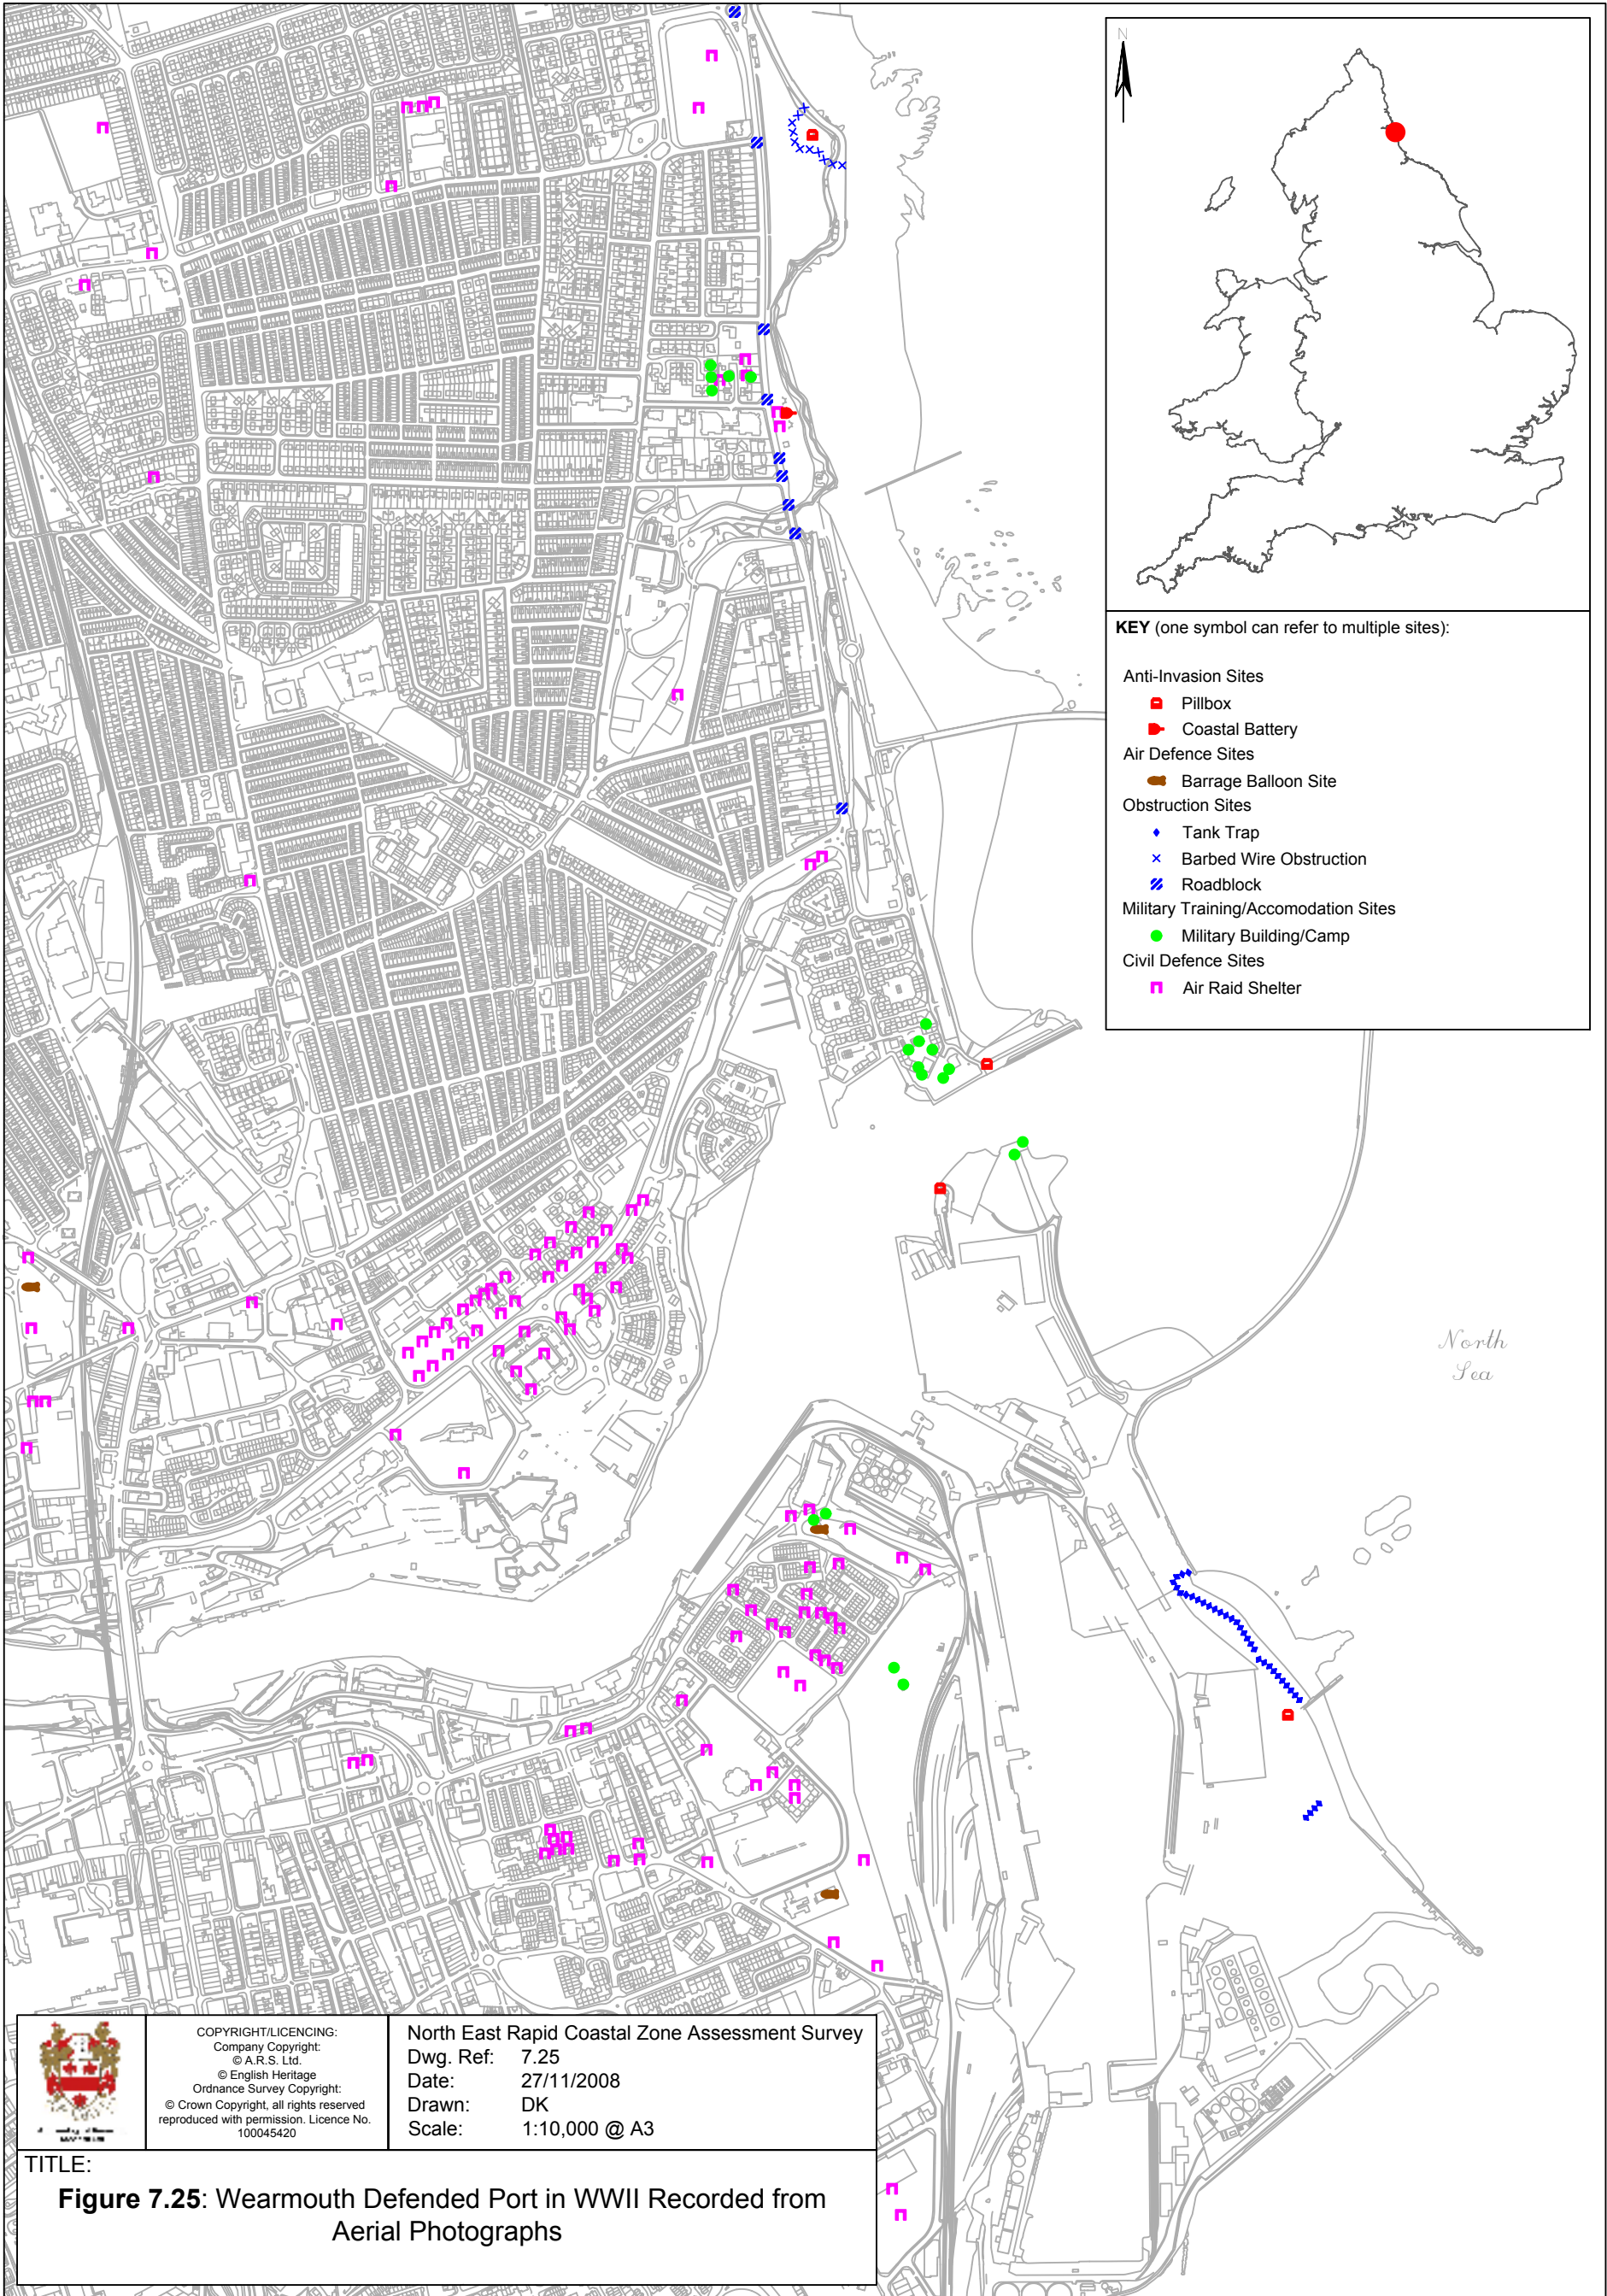 N
KEY (one symbol can refer to multiple sites):
Anti-Invasion Sites
Pillbox
Coastal Battery
Air Defence Sites
Barrage Balloon Site
Obstruction Sites
Tank Trap
Barbed Wire Obstruction
Roadblock
Military Training/Accomodation Sites
Military Building/Camp
Civil Defence Sites
Air Raid Shelter
North
Sea
COPYRIGHT/LICENCING:
Company Copyright:
© A.R.S. Ltd.
© English Heritage
Ordnance Survey Copyright:
© Crown Copyright, all rights reserved
reproduced with permission. Licence No.
100045420
North East Rapid Coastal Zone Assessment Survey
Dwg. Ref: 7.25
Date: 27/11/2008
Drawn: DK
Scale: 1:10,000 @ A3
TITLE:
Figure 7.25: Wearmouth Defended Port in WWII Recorded from
Aerial Photographs